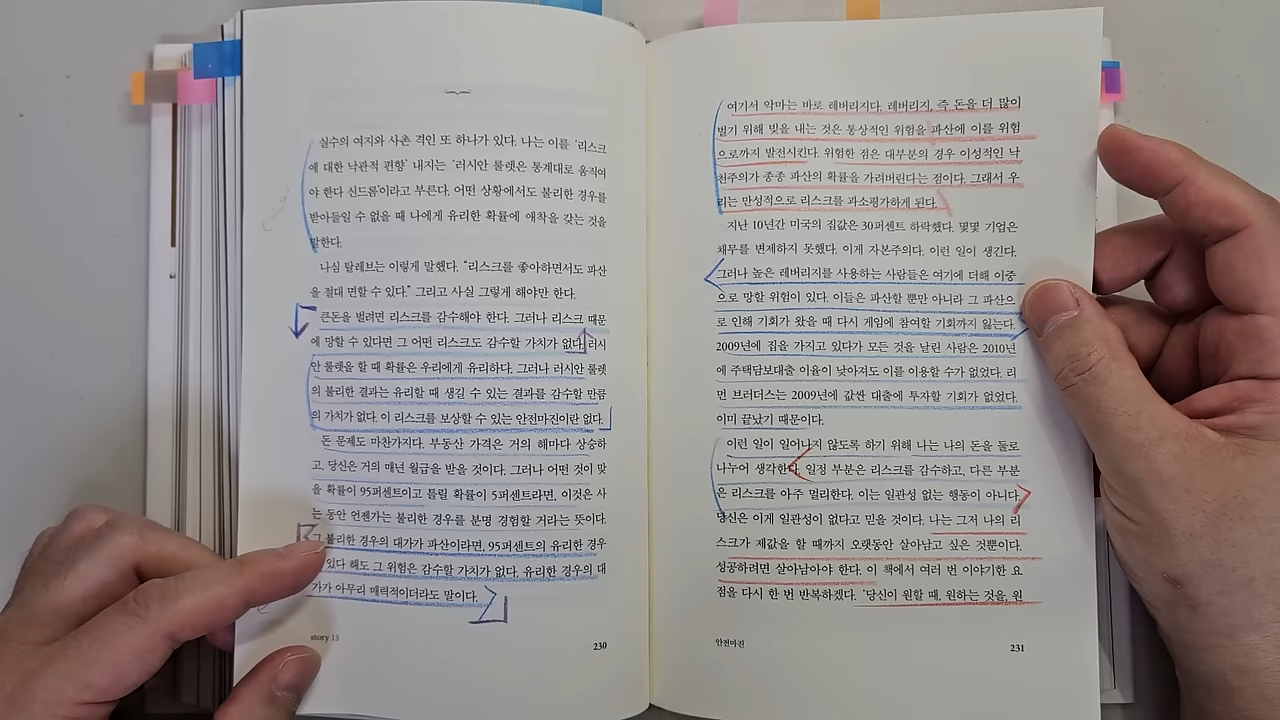 실수의 여지와 사촌 격인 또 하나가 있다. 나는 이를 '리스크
에 대한 낙관적 편향' 내지는 '러시안 룰렛은 통계대로 움직여
야 한다 신드롬'이라고 부른다. 어떤 상황에서도 불리한 경우를
받아들일 수 없을 때 나에게 유리한 확률에 애착을 갖는 것을
말한다.
나심 탈레브는 이렇게 말했다. "리스크를 좋아하면서도 파산
을 절대 면할 수 있다." 그리고 사실 그렇게 해야만 한다.
큰돈을 벌려면 리스크를 감수해야 한다. 그러나 리스크 때문
에 망할 수 있다면 그 어떤 리스크도 감수할 가치가 없다. 러시
안 룰렛을 할 때 확률은 우리에게 유리하다. 그러나 러시안 룰렛
의 불리한 결과는 유리할 때 생길 수 있는 결과를 감수할 만큼
의 가치가 없다. 이 리스크를 보상할 수 있는 안전마진이란 없다.
돈 문제도 마찬가지다. 부동산 가격은 거의 해마다 상승하
고, 당신은 거의 매년 월급을 받을 것이다. 그러나 어떤 것이 맞
을 확률이 95퍼센트이고 틀릴 확률이 5퍼센트라면, 이것은 사
는 동안 언젠가는 불리한 경우를 분명 경험할 거라는 뜻이다.
그 불리한 경우의 대가가 파산이라면, 95퍼센트의 유리한 경우
있다 해도 그 위험은 감수할 가치가 없다. 유리한 경우의 대
가가 아무리 매력적이더라도 말이다.
story 13
230
여기서 악마는 바로 레버리지다. 레버리지, 즉 돈을 더 많이
벌기 위해 빚을 내는 것은 통상적인 위험을 파산에 이를 위험
으로까지 발전시킨다. 위험한 점은 대부분의 경우 이성적인 낙
천주의가 종종 파산의 확률을 가려버린다는 점이다. 그래서 우
리는 만성적으로 리스크를 과소평가하게 된다.
지난 10년간 미국의 집값은 30퍼센트 하락했다. 몇몇 기업은
채무를 변제하지 못했다. 이게 자본주의다. 이런 일이 생긴다.
그러나 높은 레버리지를 사용하는 사람들은 여기에 더해 이중
으로 망할 위험이 있다. 이들은 파산할 뿐만 아니라 그 파산으
로 인해 기회가 왔을 때 다시 게임에 참여할 기회까지 잃는다.
2009년에 집을 가지고 있다가 모든 것을 날린 사람은 2010년
에 주택담보대출 이율이 낮아져도 이를 이용할 수가 없었다. 리
먼 브러더스는 2009년에 값싼 대출에 투자할 기회가 없었다.
이미 끝났기 때문이다.
이런 일이 일어나지 않도록 하기 위해 나는 나의 돈을 둘로
나누어 생각한다. 일정 부분은 리스크를 감수하고, 다른 부분
은 리스크를 아주 멀리한다. 이는 일관성 없는 행동이 아니다.
당신은 이게 일관성이 없다고 믿을 것이다. 나는 그저 나의 리
스크가 제값을 할 때까지 오랫동안 살아남고 싶은 것뿐이다.
성공하려면 살아남아야 한다. 이 책에서 여러 번 이야기한 요
점을 다시 한 번 반복하겠다. '당신이 원할 때, 원하는 것을, 원
안전마진
231